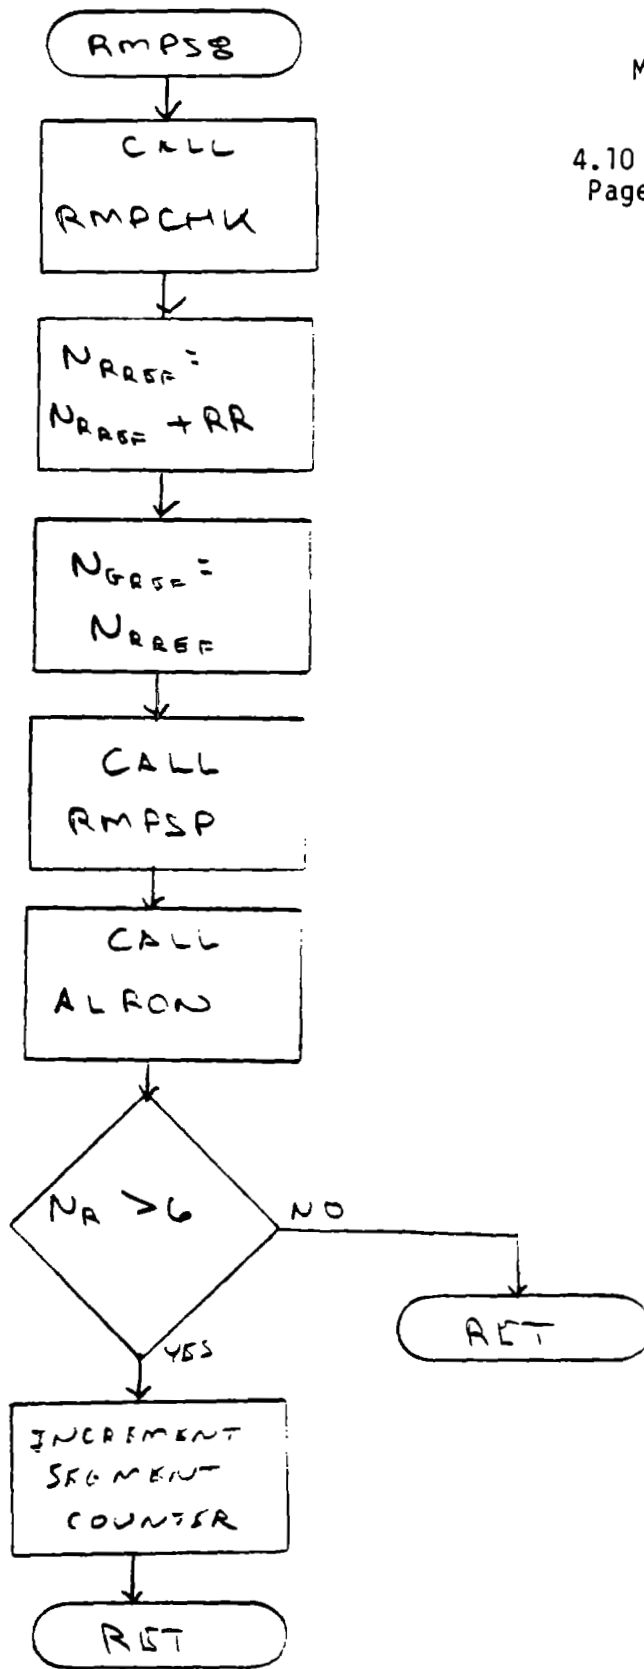 RMPS8
M
4.10
Page
CALL
RMPCHK
NRREF =
NRREF + RR
NGREF =
NRREF
CALL
RMPSP
CALL
ALFON
NR > 6
NO
RET
YES
INCREMENT
SEGMENT
COUNTER
RET